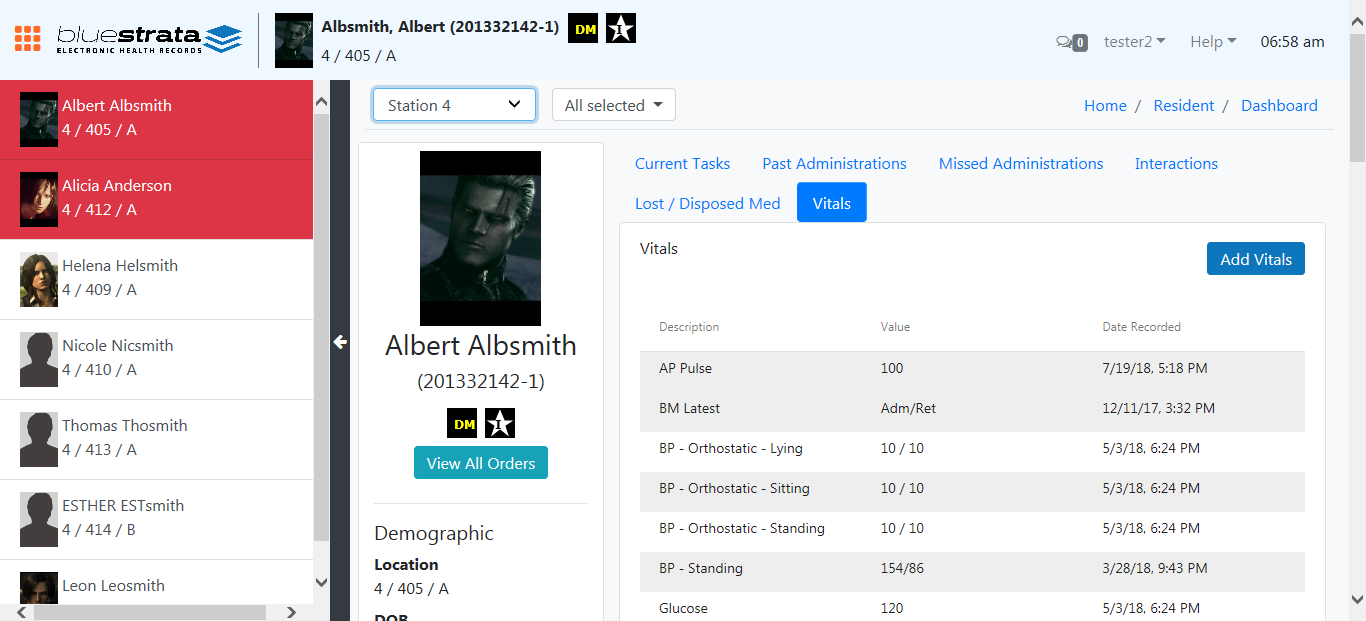 bluestrata
ELECTRONIC HEALTH RECORDS
Albsmith, Albert (201332142-1) DM I
4 / 405 / A
0 tester2 Help 06:58 am
Albert Albsmith
4 / 405 / A
Alicia Anderson
4 / 412 / A
Helena Helsmith
4 / 409 / A
Nicole Nicsmith
4 / 410 / A
Thomas Thosmith
4 / 413 / A
ESTHER ESTsmith
4 / 414 / B
Leon Leosmith
Station 4 All selected Home / Resident / Dashboard
Albert Albsmith
(201332142-1)
DM I
View All Orders
Demographic
Location
4 / 405 / A
DOB
Current Tasks Past Administrations Missed Administrations Interactions
Lost / Disposed Med Vitals
Vitals
Add Vitals
Description Value Date Recorded
AP Pulse 100 7/19/18, 5:18 PM
BM Latest Adm/Ret 12/11/17, 3:32 PM
BP - Orthostatic - Lying 10 / 10 5/3/18, 6:24 PM
BP - Orthostatic - Sitting 10 / 10 5/3/18, 6:24 PM
BP - Orthostatic - Standing 10 / 10 5/3/18, 6:24 PM
BP - Standing 154/86 3/28/18, 9:43 PM
Glucose 120 5/3/18, 6:24 PM